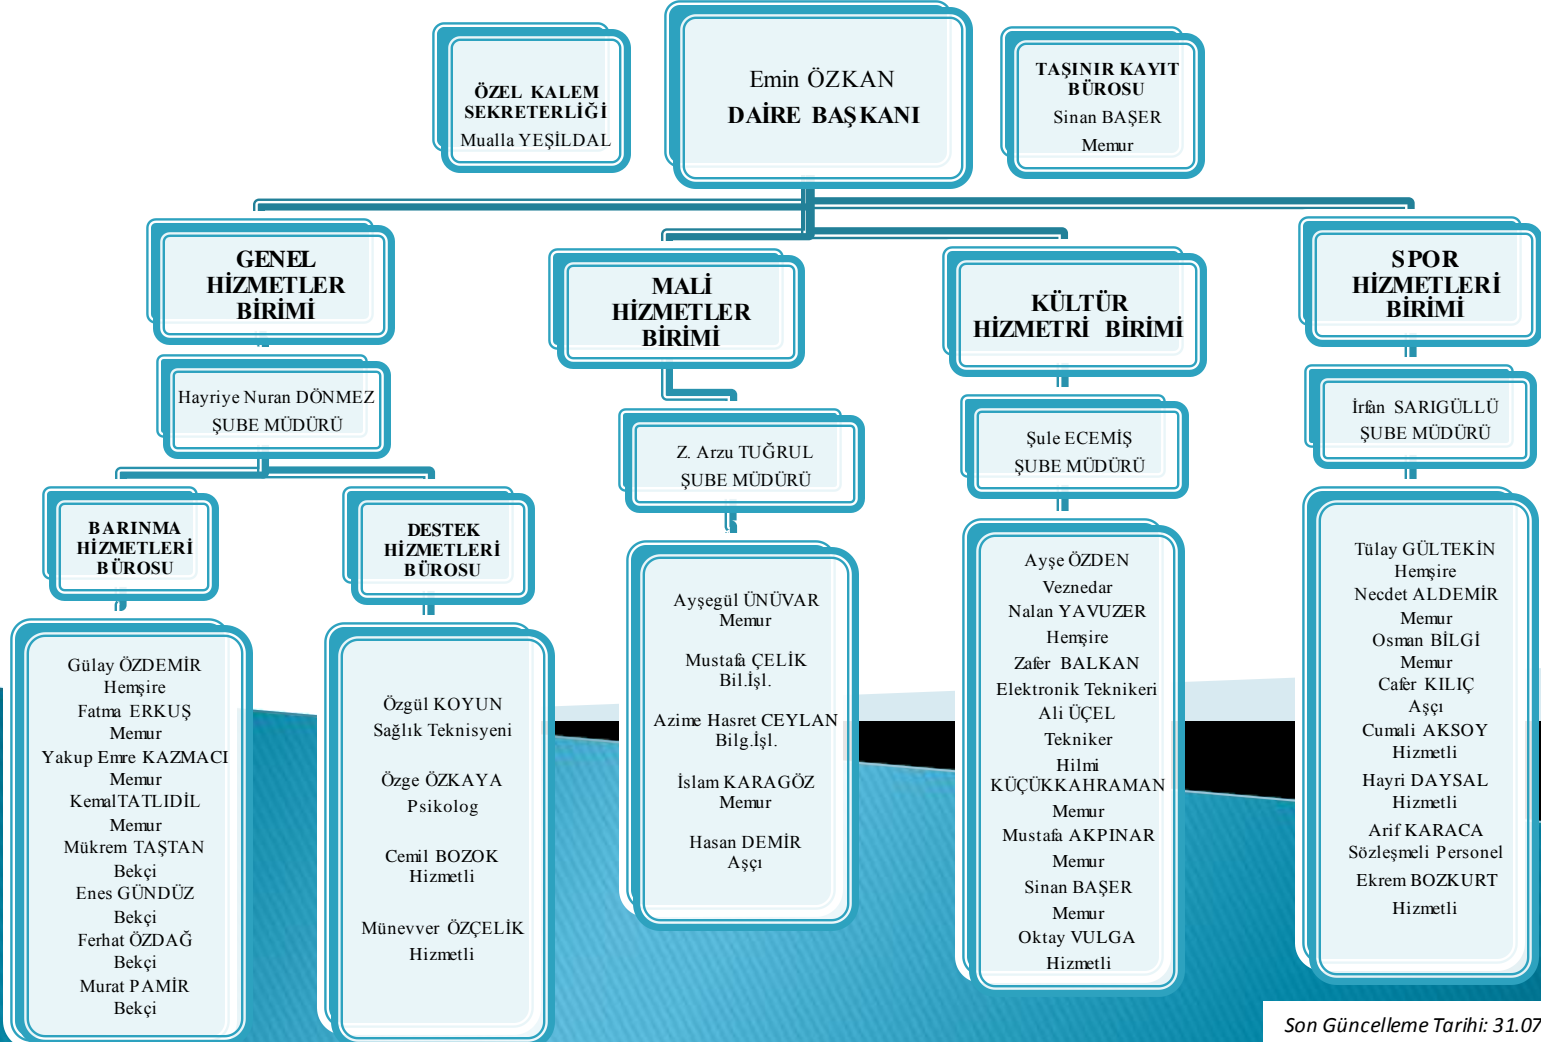 ÖZEL KALEM
SEKRETERLİĞİ
Mualla YEŞİLDAL
Emin ÖZKAN
DAİRE BAŞKANI
TAŞINIR KAYIT
BÜROSU
Sinan BAŞER
Memur
GENEL
HİZMETLER
BİRİMİ
Hayriye Nuran DÖNMEZ
ŞUBE MÜDÜRÜ
BARINMA
HİZMETLERİ
BÜROSU
Gülay ÖZDEMİR
Hemşire
Fatma ERKUŞ
Memur
Yakup Emre KAZMACI
Memur
KemalTATLIDİL
Memur
Mükrem TAŞTAN
Bekçi
Enes GÜNDÜZ
Bekçi
Ferhat ÖZDAĞ
Bekçi
Murat PAMİR
Bekçi
DESTEK
HİZMETLERİ
BÜROSU
Özgül KOYUN
Sağlık Teknisyeni
Özge ÖZKAYA
Psikolog
Cemil BOZOK
Hizmetli
Münevver ÖZÇELİK
Hizmetli
MALİ
HİZMETLER
BİRİMİ
Z. Arzu TUĞRUL
ŞUBE MÜDÜRÜ
Ayşegül ÜNÜVAR
Memur
Mustafa ÇELİK
Bil.İşl.
Azime Hasret CEYLAN
Bilg.İşl.
İslam KARAGÖZ
Memur
Hasan DEMİR
Aşçı
KÜLTÜR
HİZMETRİ BİRİMİ
Şule ECEMİŞ
ŞUBE MÜDÜRÜ
Ayşe ÖZDEN
Veznedar
Nalan YAVUZER
Hemşire
Zafer BALKAN
Elektronik Teknikeri
Ali ÜÇEL
Tekniker
Hilmi
KÜÇÜKKAHRAMAN
Memur
Mustafa AKPINAR
Memur
Sinan BAŞER
Memur
Oktay VULGA
Hizmetli
SPOR
HİZMETLERİ
BİRİMİ
İrfan SARIGÜLLÜ
ŞUBE MÜDÜRÜ
Tülay GÜLTEKİN
Hemşire
Necdet ALDEMİR
Memur
Osman BİLGİ
Memur
Cafer KILIÇ
Aşçı
Cumali AKSOY
Hizmetli
Hayri DAYSAL
Hizmetli
Arif KARACA
Sözleşmeli Personel
Ekrem BOZKURT
Hizmetli
Son Güncelleme Tarihi: 31.07